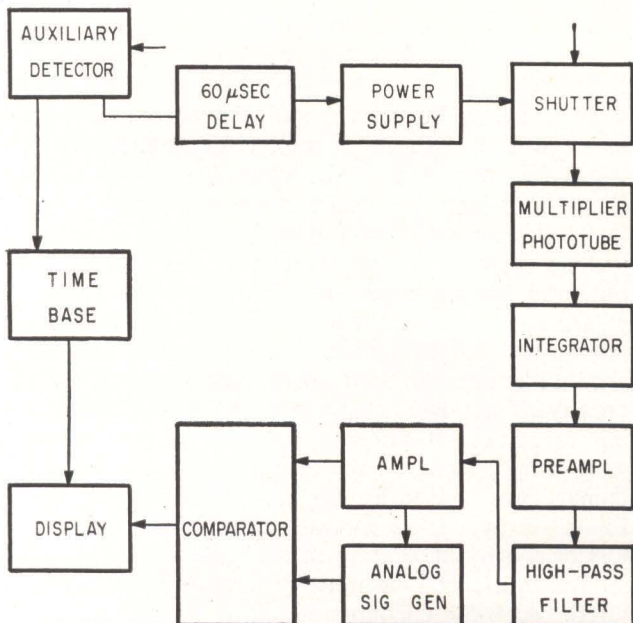 AUXILIARY
DETECTOR
60 μSEC
DELAY
POWER
SUPPLY
SHUTTER
MULTIPLIER
PHOTOTUBE
TIME
BASE
INTEGRATOR
AMPL
PREAMPL
DISPLAY
COMPARATOR
ANALOG
SIG GEN
HIGH-PASS
FILTER